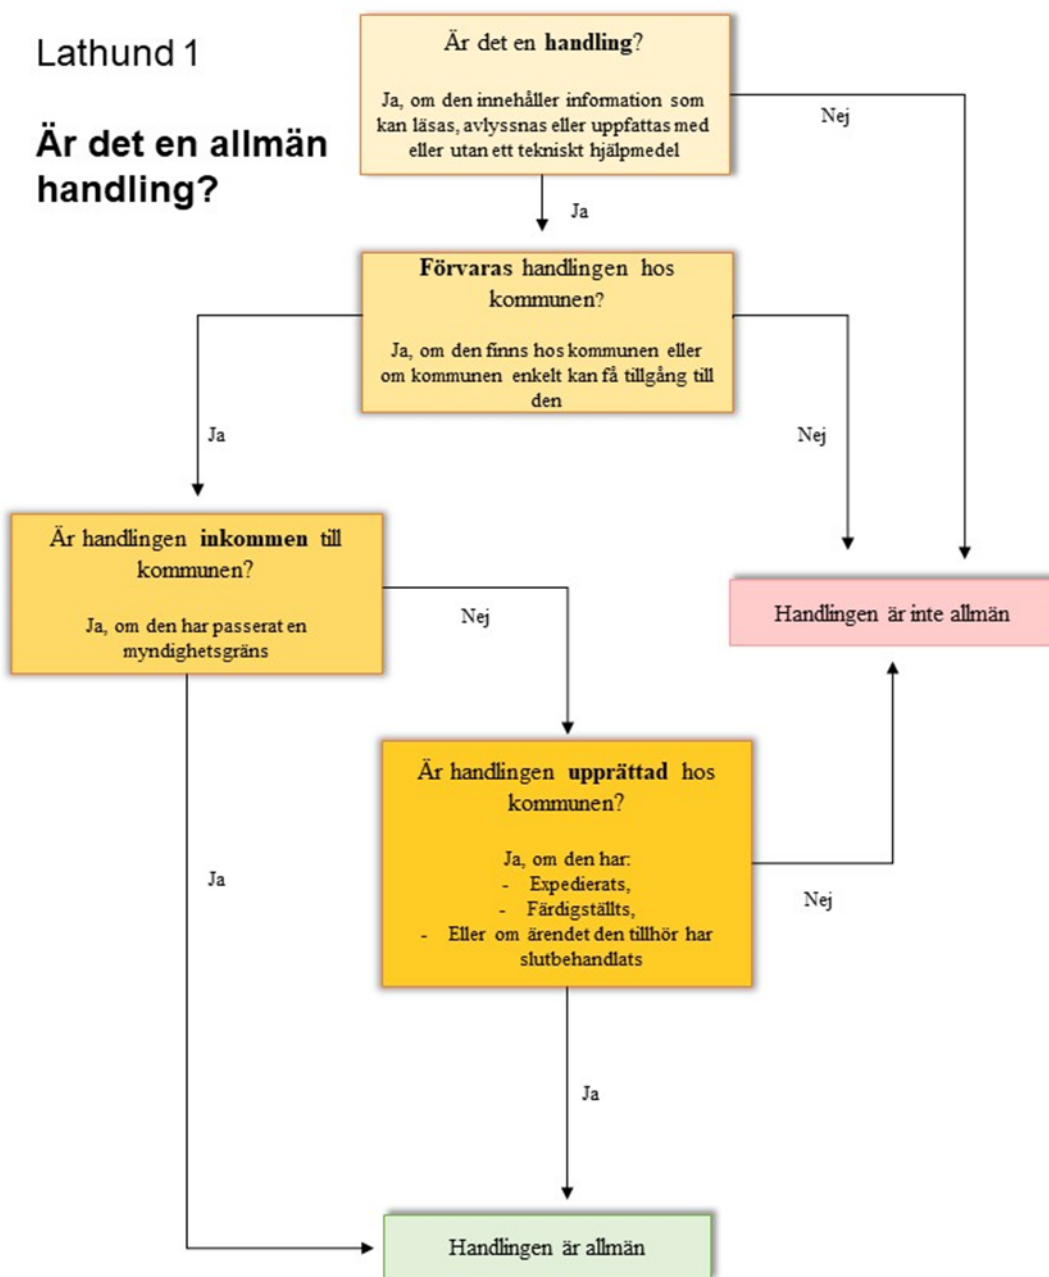 Lathund 1
Är det en allmän
handling?
Är det en handling?
Ja, om den innehåller information som
kan läsas, avlyssnas eller uppfattas med
eller utan ett tekniskt hjälpmedel
Nej
Ja
Förvaras handlingen hos
kommunen?
Ja, om den finns hos kommunen eller
om kommunen enkelt kan få tillgång till
den
Ja
Nej
Är handlingen inkommen till
kommunen?
Ja, om den har passerat en
myndighetsgräns
Nej
Handlingen är inte allmän
Är handlingen upprättad hos
kommunen?
Ja, om den har:
- Expedierats,
- Färdigställts,
- Eller om ärendet den tillhör har
slutbehandlats
Ja
Nej
Ja
Handlingen är allmän